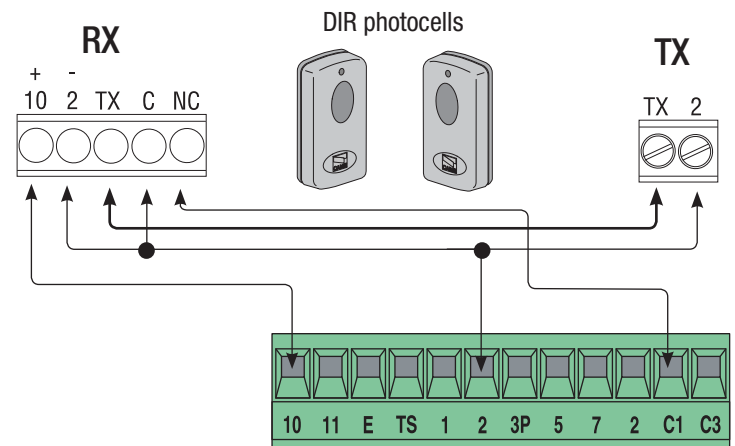 DIR photocells
RX
TX
+ -
10 2 TX C NC
TX 2
10 11 E TS 1 2 3P 5 7 2 C1 C3